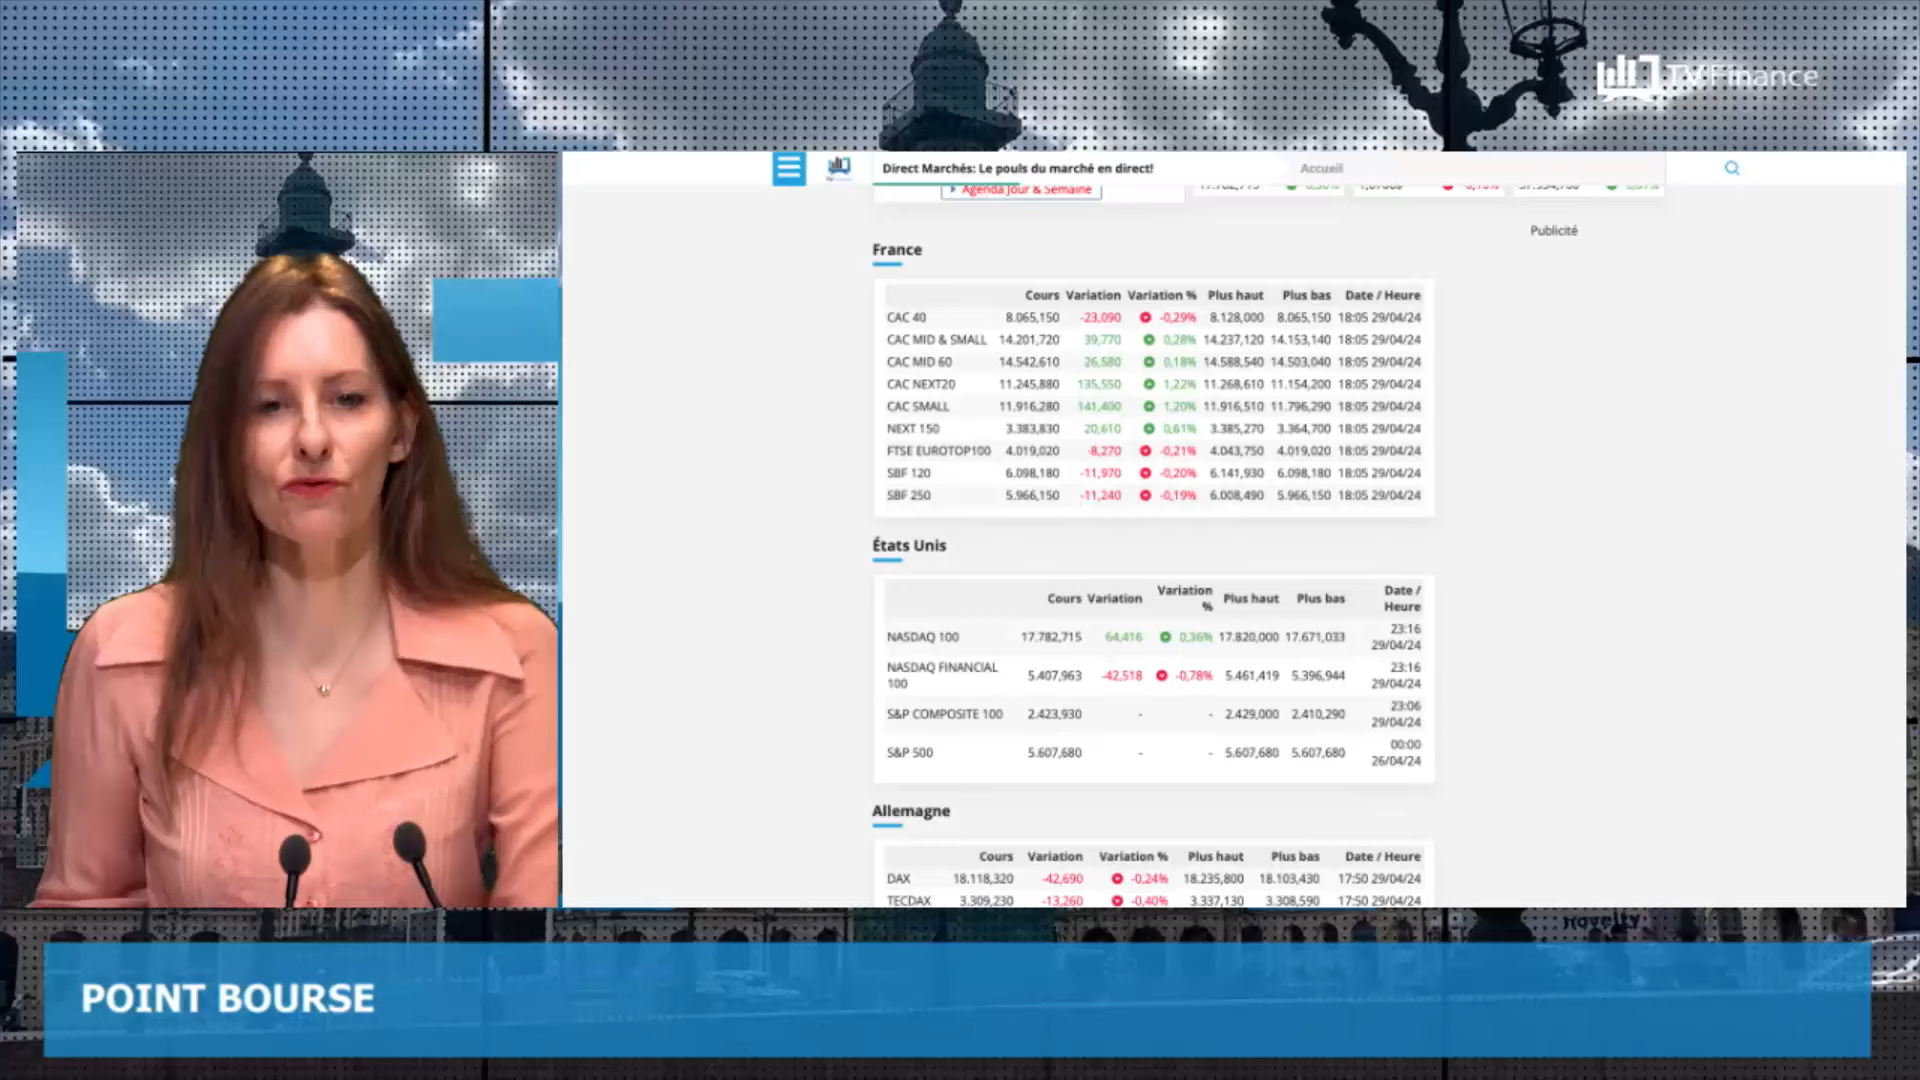 TVFinance
Direct Marchés: Le pouls du marché en direct!
Accueil
Agenda Jour & Semaine
Publicité
France
Cours Variation Variation % Plus haut Plus bas Date / Heure
CAC 40 8.065,150 -23,090 -0,29% 8.128,000 8.065,150 18:05 29/04/24
CAC MID & SMALL 14.201,720 39,770 0,28% 14.237,120 14.153,140 18:05 29/04/24
CAC MID 60 14.542,610 26,580 0,18% 14.588,540 14.503,040 18:05 29/04/24
CAC NEXT20 11.245,880 135,550 1,22% 11.268,610 11.154,200 18:05 29/04/24
CAC SMALL 11.916,280 141,400 1,20% 11.916,510 11.796,290 18:05 29/04/24
NEXT 150 3.383,830 20,610 0,61% 3.385,270 3.364,700 18:05 29/04/24
FTSE EUROTOP100 4.019,020 -8,270 -0,21% 4.043,750 4.019,020 18:05 29/04/24
SBF 120 6.098,180 -11,970 -0,20% 6.141,930 6.098,180 18:05 29/04/24
SBF 250 5.966,150 -11,240 -0,19% 6.008,490 5.966,150 18:05 29/04/24
États Unis
Cours Variation Variation % Plus haut Plus bas Date / Heure
NASDAQ 100 17.782,715 64,416 0,36% 17.820,000 17.671,033 23:16 29/04/24
NASDAQ FINANCIAL 100 5.407,963 -42,518 -0,78% 5.461,419 5.396,944 23:16 29/04/24
S&P COMPOSITE 100 2.423,930 - - 2.429,000 2.410,290 23:06 29/04/24
S&P 500 5.607,680 - - 5.607,680 5.607,680 00:00 26/04/24
Allemagne
Cours Variation Variation % Plus haut Plus bas Date / Heure
DAX 18.118,320 -42,690 -0,24% 18.235,800 18.103,430 17:50 29/04/24
TECDAX 3.309,230 -13,260 -0,40% 3.337,130 3.308,590 17:50 29/04/24
Novelty
POINT BOURSE